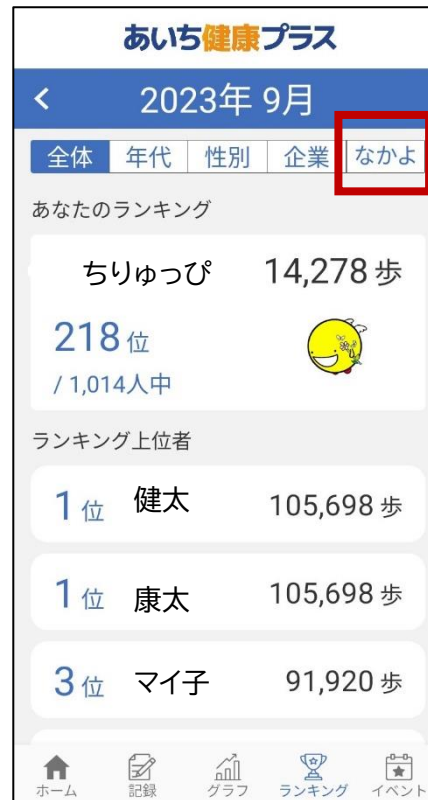 あいち健康プラス
< 2023年 9月
全体 年代 性別 企業 なかよ
あなたのランキング
ちりゅっぴ 14,278 歩
218 位
/ 1,014人中
ランキング上位者
1 位 健太 105,698 歩
1 位 康太 105,698 歩
3 位 マイ子 91,920 歩
ホーム 記録 グラフ ランキング イベント